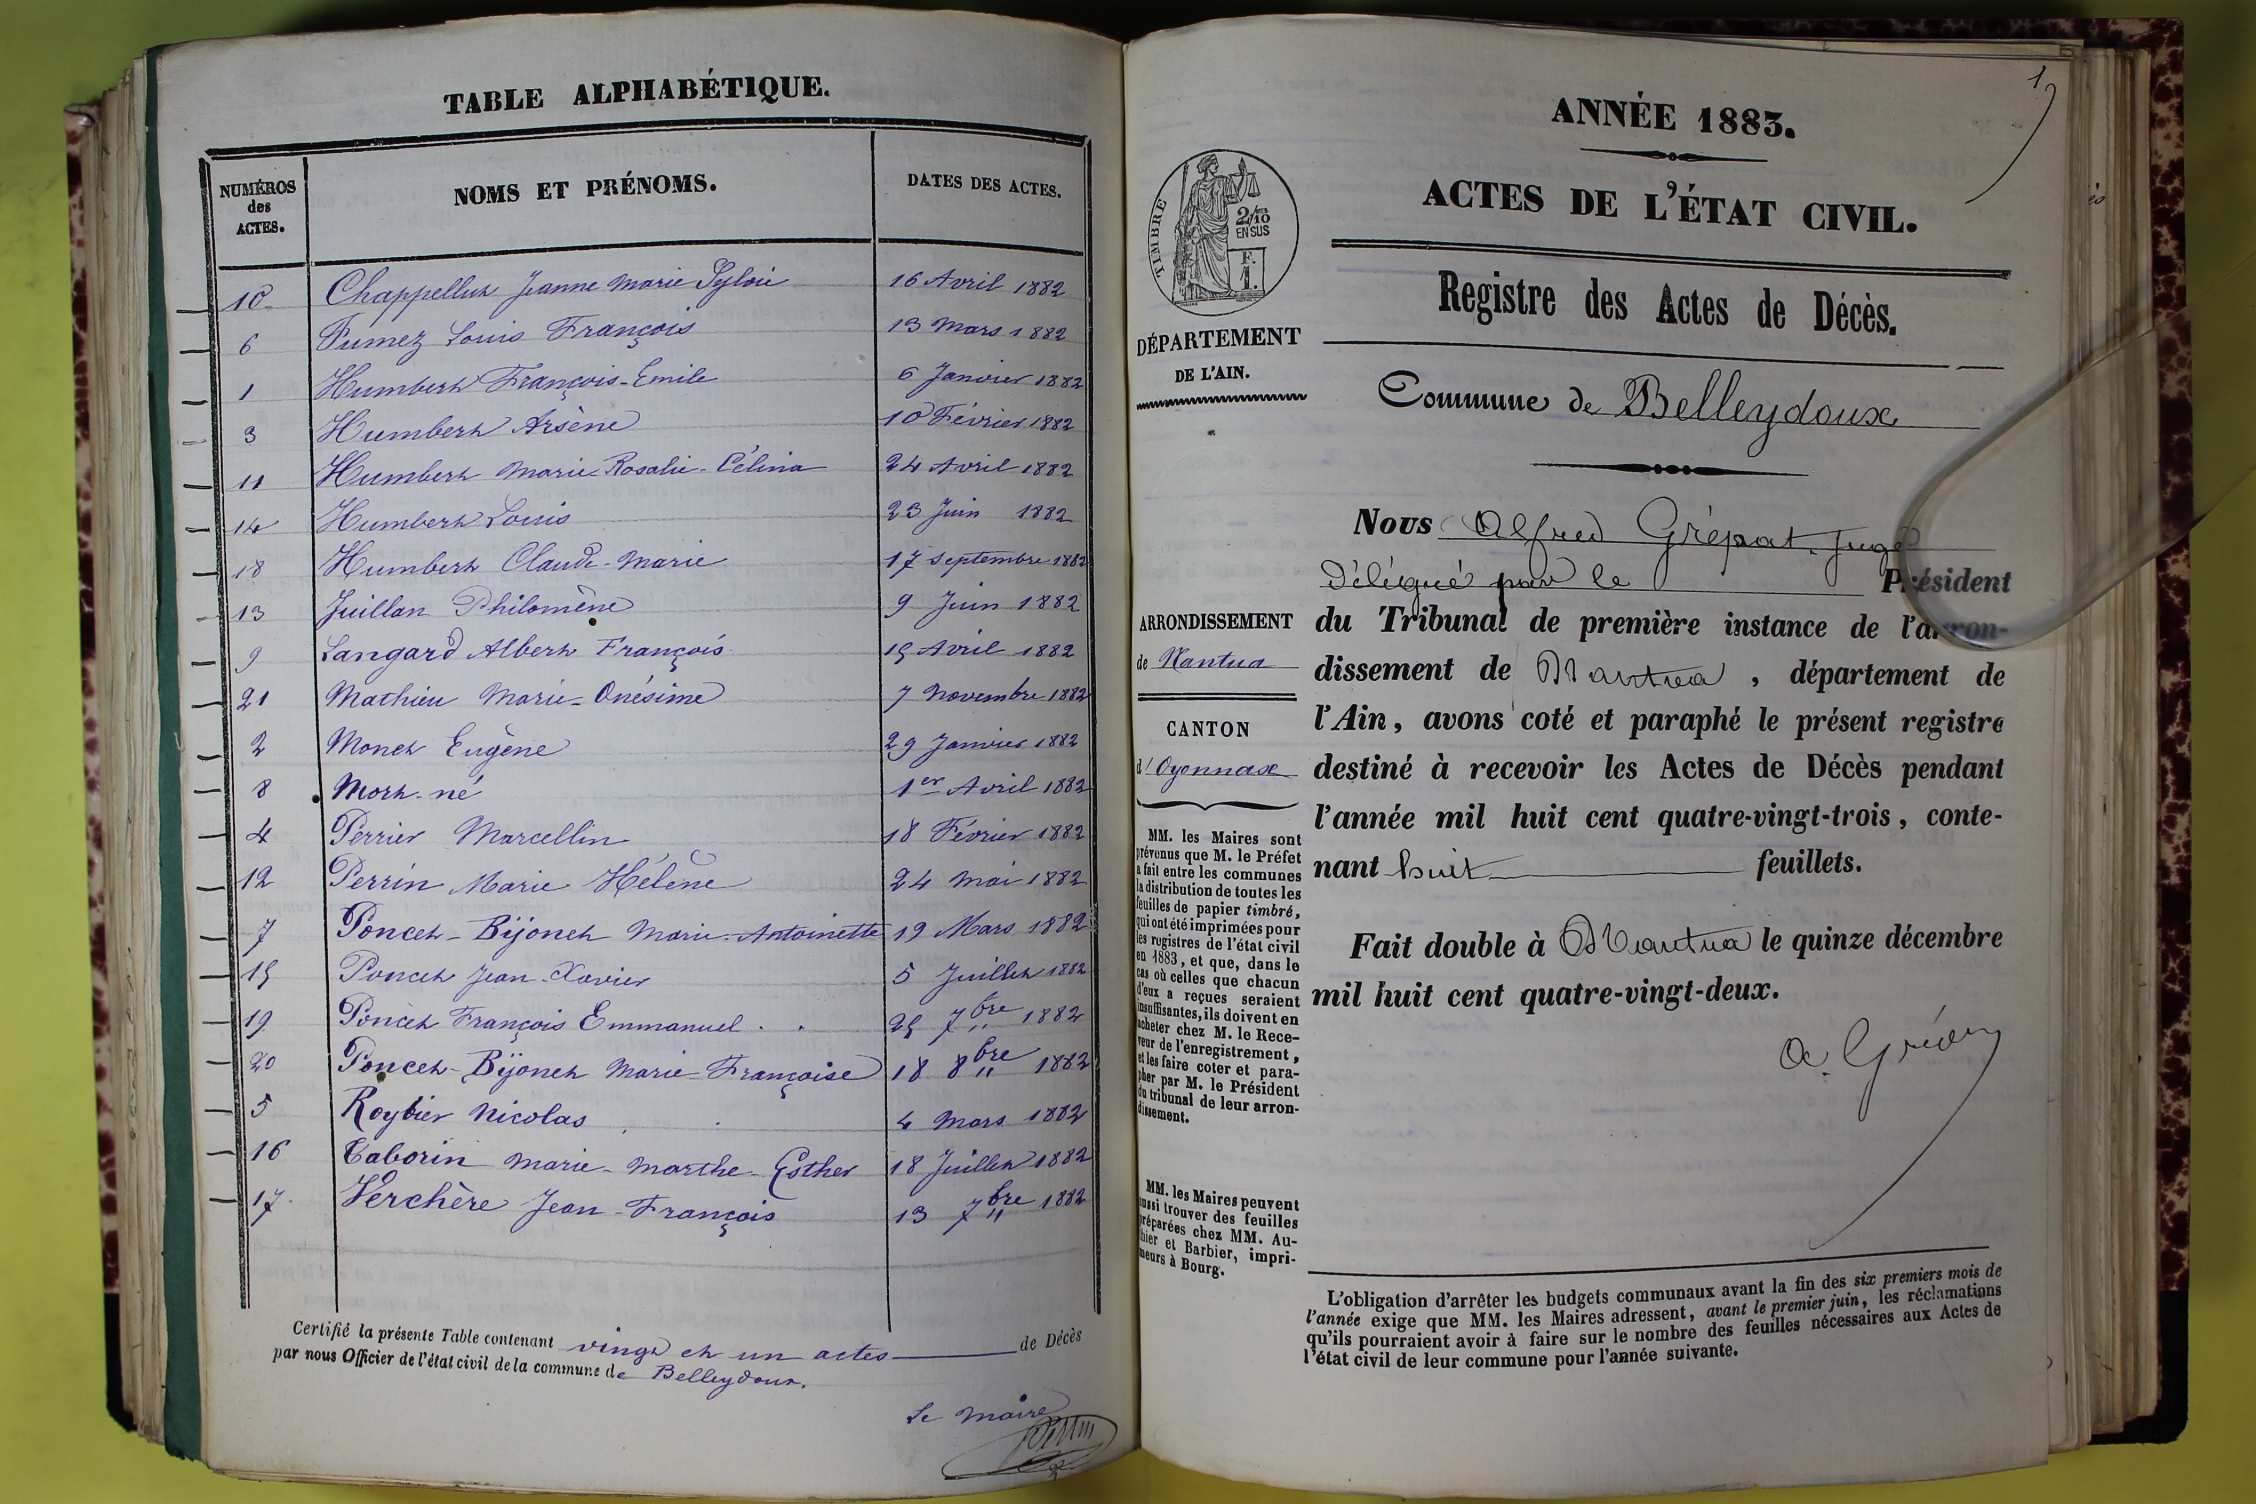 TABLE ALPHABÉTIQUE.
NUMÉROS des ACTES.
NOMS ET PRÉNOMS.
DATES DES ACTES.
10 Chappellut Jeanne Marie Sylvie 16 Avril 1882
6 Fumez Louis François 13 Mars 1882
1 Humbert François-Emile 6 Janvier 1882
3 Humbert Arsène 10 Février 1882
11 Humbert Marie Rosalie-Célina 24 Avril 1882
14 Humbert Louis 23 Juin 1882
18 Humbert Claude-Marie 17 Septembre 1882
13 Juillan Philomène 9 Juin 1882
9 Langard Albert François 15 Avril 1882
21 Mathieu Marie-Onésime 7 Novembre 1882
2 Monet Eugène 29 Janvier 1882
8 Mort-né 1er Avril 1882
4 Perrier Marcellin 18 Février 1882
12 Perrin Marie Hélène 24 Mai 1882
7 Poncet-Bijonet Marie-Antoinette 19 Mars 1882
15 Poncet Jean-Xavier 5 Juillet 1882
19 Poncet François Emmanuel 25 7bre 1882
20 Poncet-Bijonet Marie-Françoise 18 8bre 1882
5 Roybier Nicolas 4 Mars 1882
16 Taborin Marie-Marthe-Esther 18 Juillet 1882
17 Verchère Jean-François 13 7bre 1882
Certifié la présente Table contenant vingt et un actes de Décès
par nous Officier de l'état civil de la commune de Belleydoux.
Le Maire
1
ANNÉE 1883.
ACTES DE L'ÉTAT CIVIL.
TIMBRE
2/10 EN SUS
F. 1.
Registre des Actes de Décès.
DÉPARTEMENT
DE L'AIN.
Commune de Belleydoux
Nous Alfred Grépat, Juge
Délégué par le Président
du Tribunal de première instance de l'arron-
dissement de Nantua, département de
l'Ain, avons coté et paraphé le présent registre
destiné à recevoir les Actes de Décès pendant
l'année mil huit cent quatre-vingt-trois, conte-
nant huit feuillets.
Fait double à Nantua le quinze décembre
mil huit cent quatre-vingt-deux.
ARRONDISSEMENT
de Nantua
CANTON
d'Oyonnax
MM. les Maires sont
prévenus que M. le Préfet
a fait entre les communes
la distribution de toutes les
feuilles de papier timbré,
qui ont été imprimées pour
les registres de l'état civil
en 1883, et que, dans le
cas où celles que chacun
d'eux a reçues seraient
insuffisantes, ils doivent en
acheter chez M. le Rece-
veur de l'enregistrement,
et les faire coter et para-
pher par M. le Président
du tribunal de leur arron-
dissement.
MM. les Maires peuvent
aussi trouver des feuilles
préparées chez MM. Au-
thier et Barbier, impri-
meurs à Bourg.
L'obligation d'arrêter les budgets communaux avant la fin des six premiers mois de
l'année exige que MM. les Maires adressent, avant le premier juin, les réclamations
qu'ils pourraient avoir à faire sur le nombre des feuilles nécessaires aux Actes de
l'état civil de leur commune pour l'année suivante.